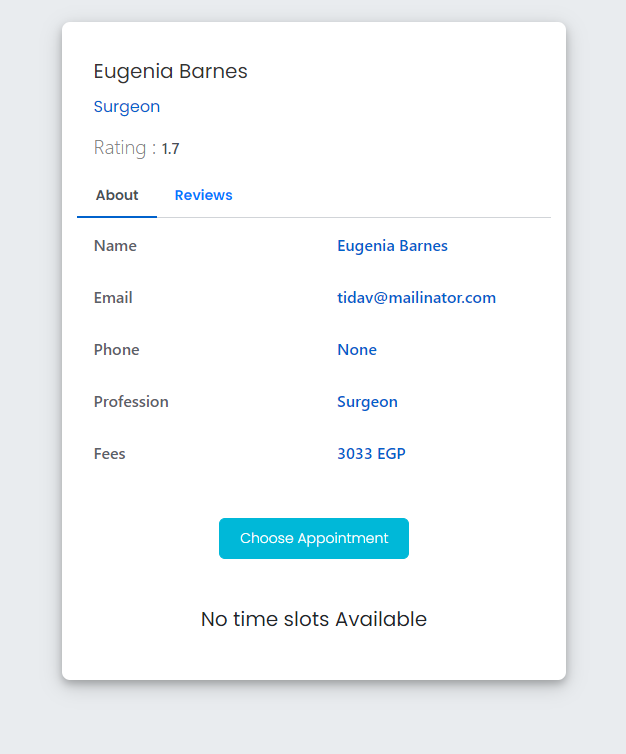 Eugenia Barnes
Surgeon
Rating : 1.7
About Reviews
Name Eugenia Barnes
Email tidav@mailinator.com
Phone None
Profession Surgeon
Fees 3033 EGP
Choose Appointment
No time slots Available